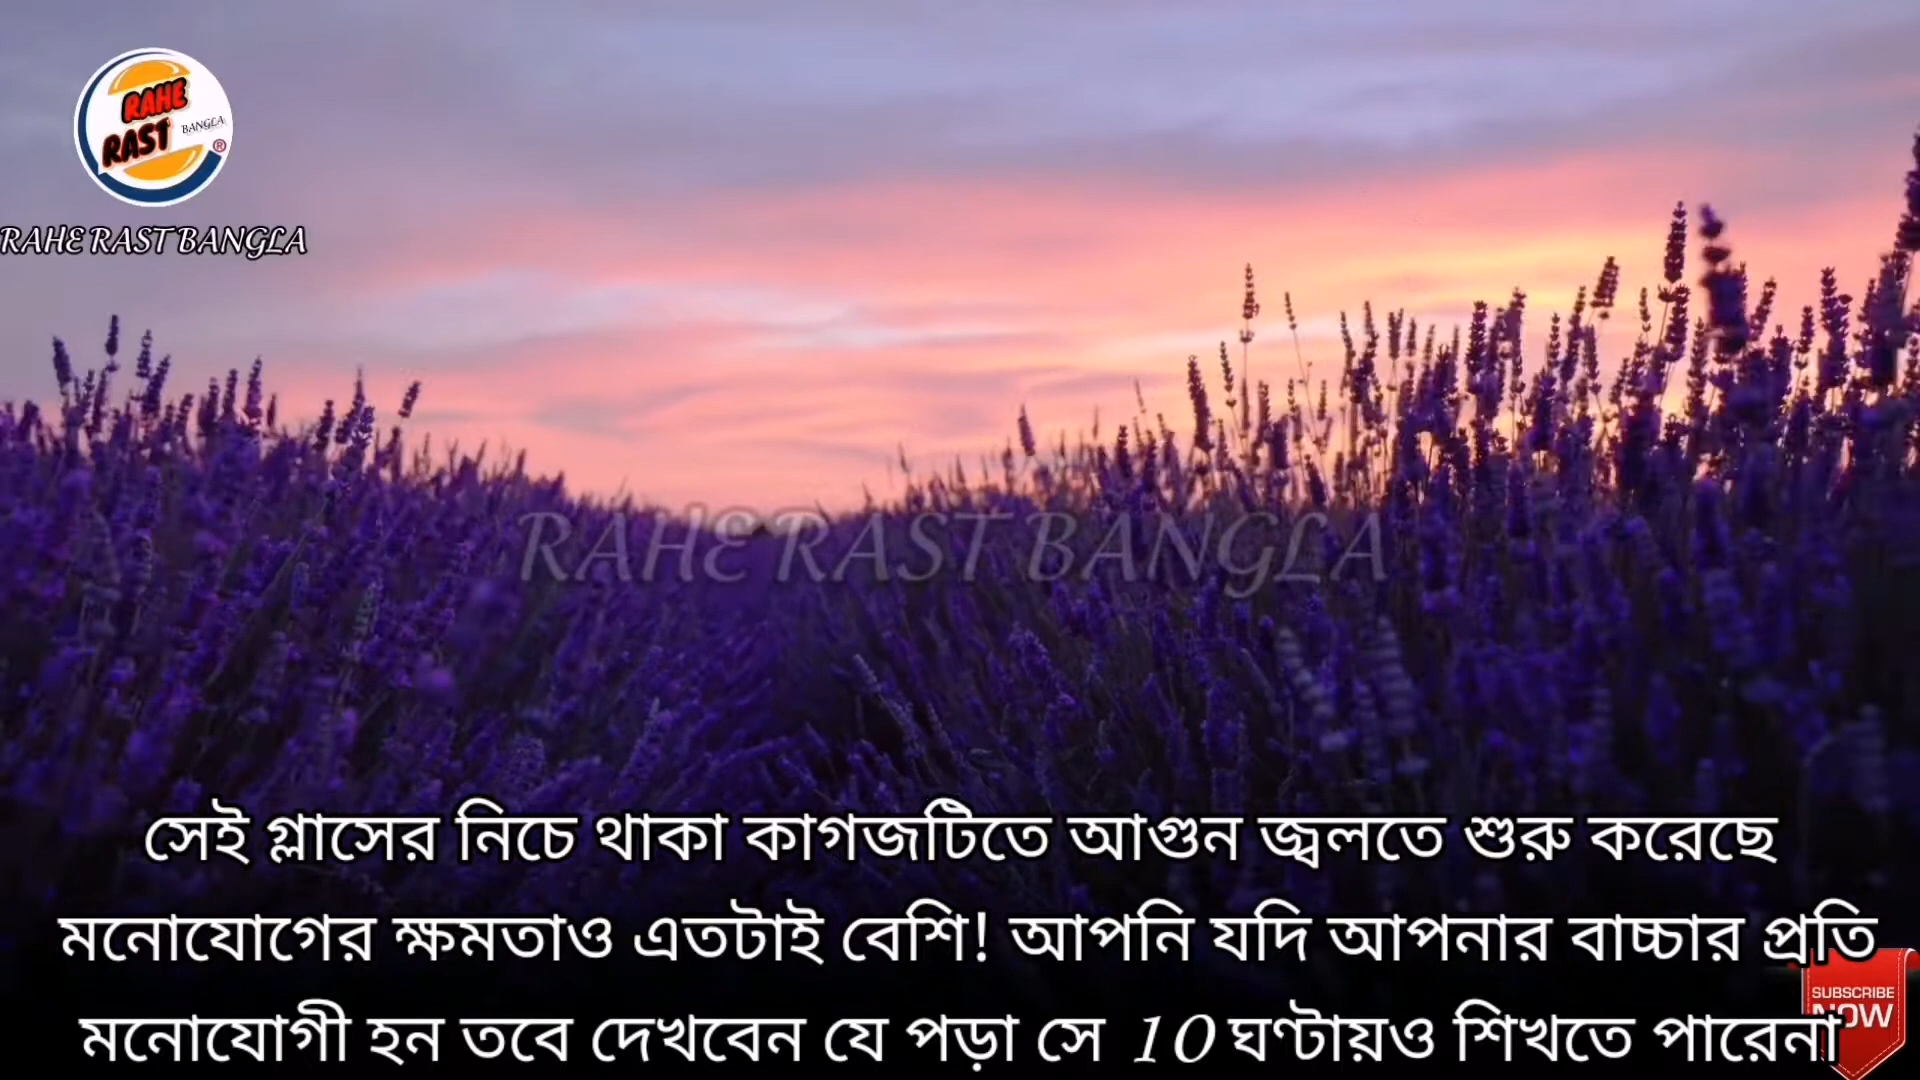 RAHE
RAST BANGLA ®
RAHE RAST BANGLA
RAHE RAST BANGLA
সেই গ্লাসের নিচে থাকা কাগজটিতে আগুন জ্বলতে শুরু করেছে
মনোযোগের ক্ষমতাও এতটাই বেশি! আপনি যদি আপনার বাচ্চার প্রতি
মনোযোগী হন তবে দেখবেন যে পড়া সে 10 ঘণ্টায়ও শিখতে পারেনা
SUBSCRIBE
NOW